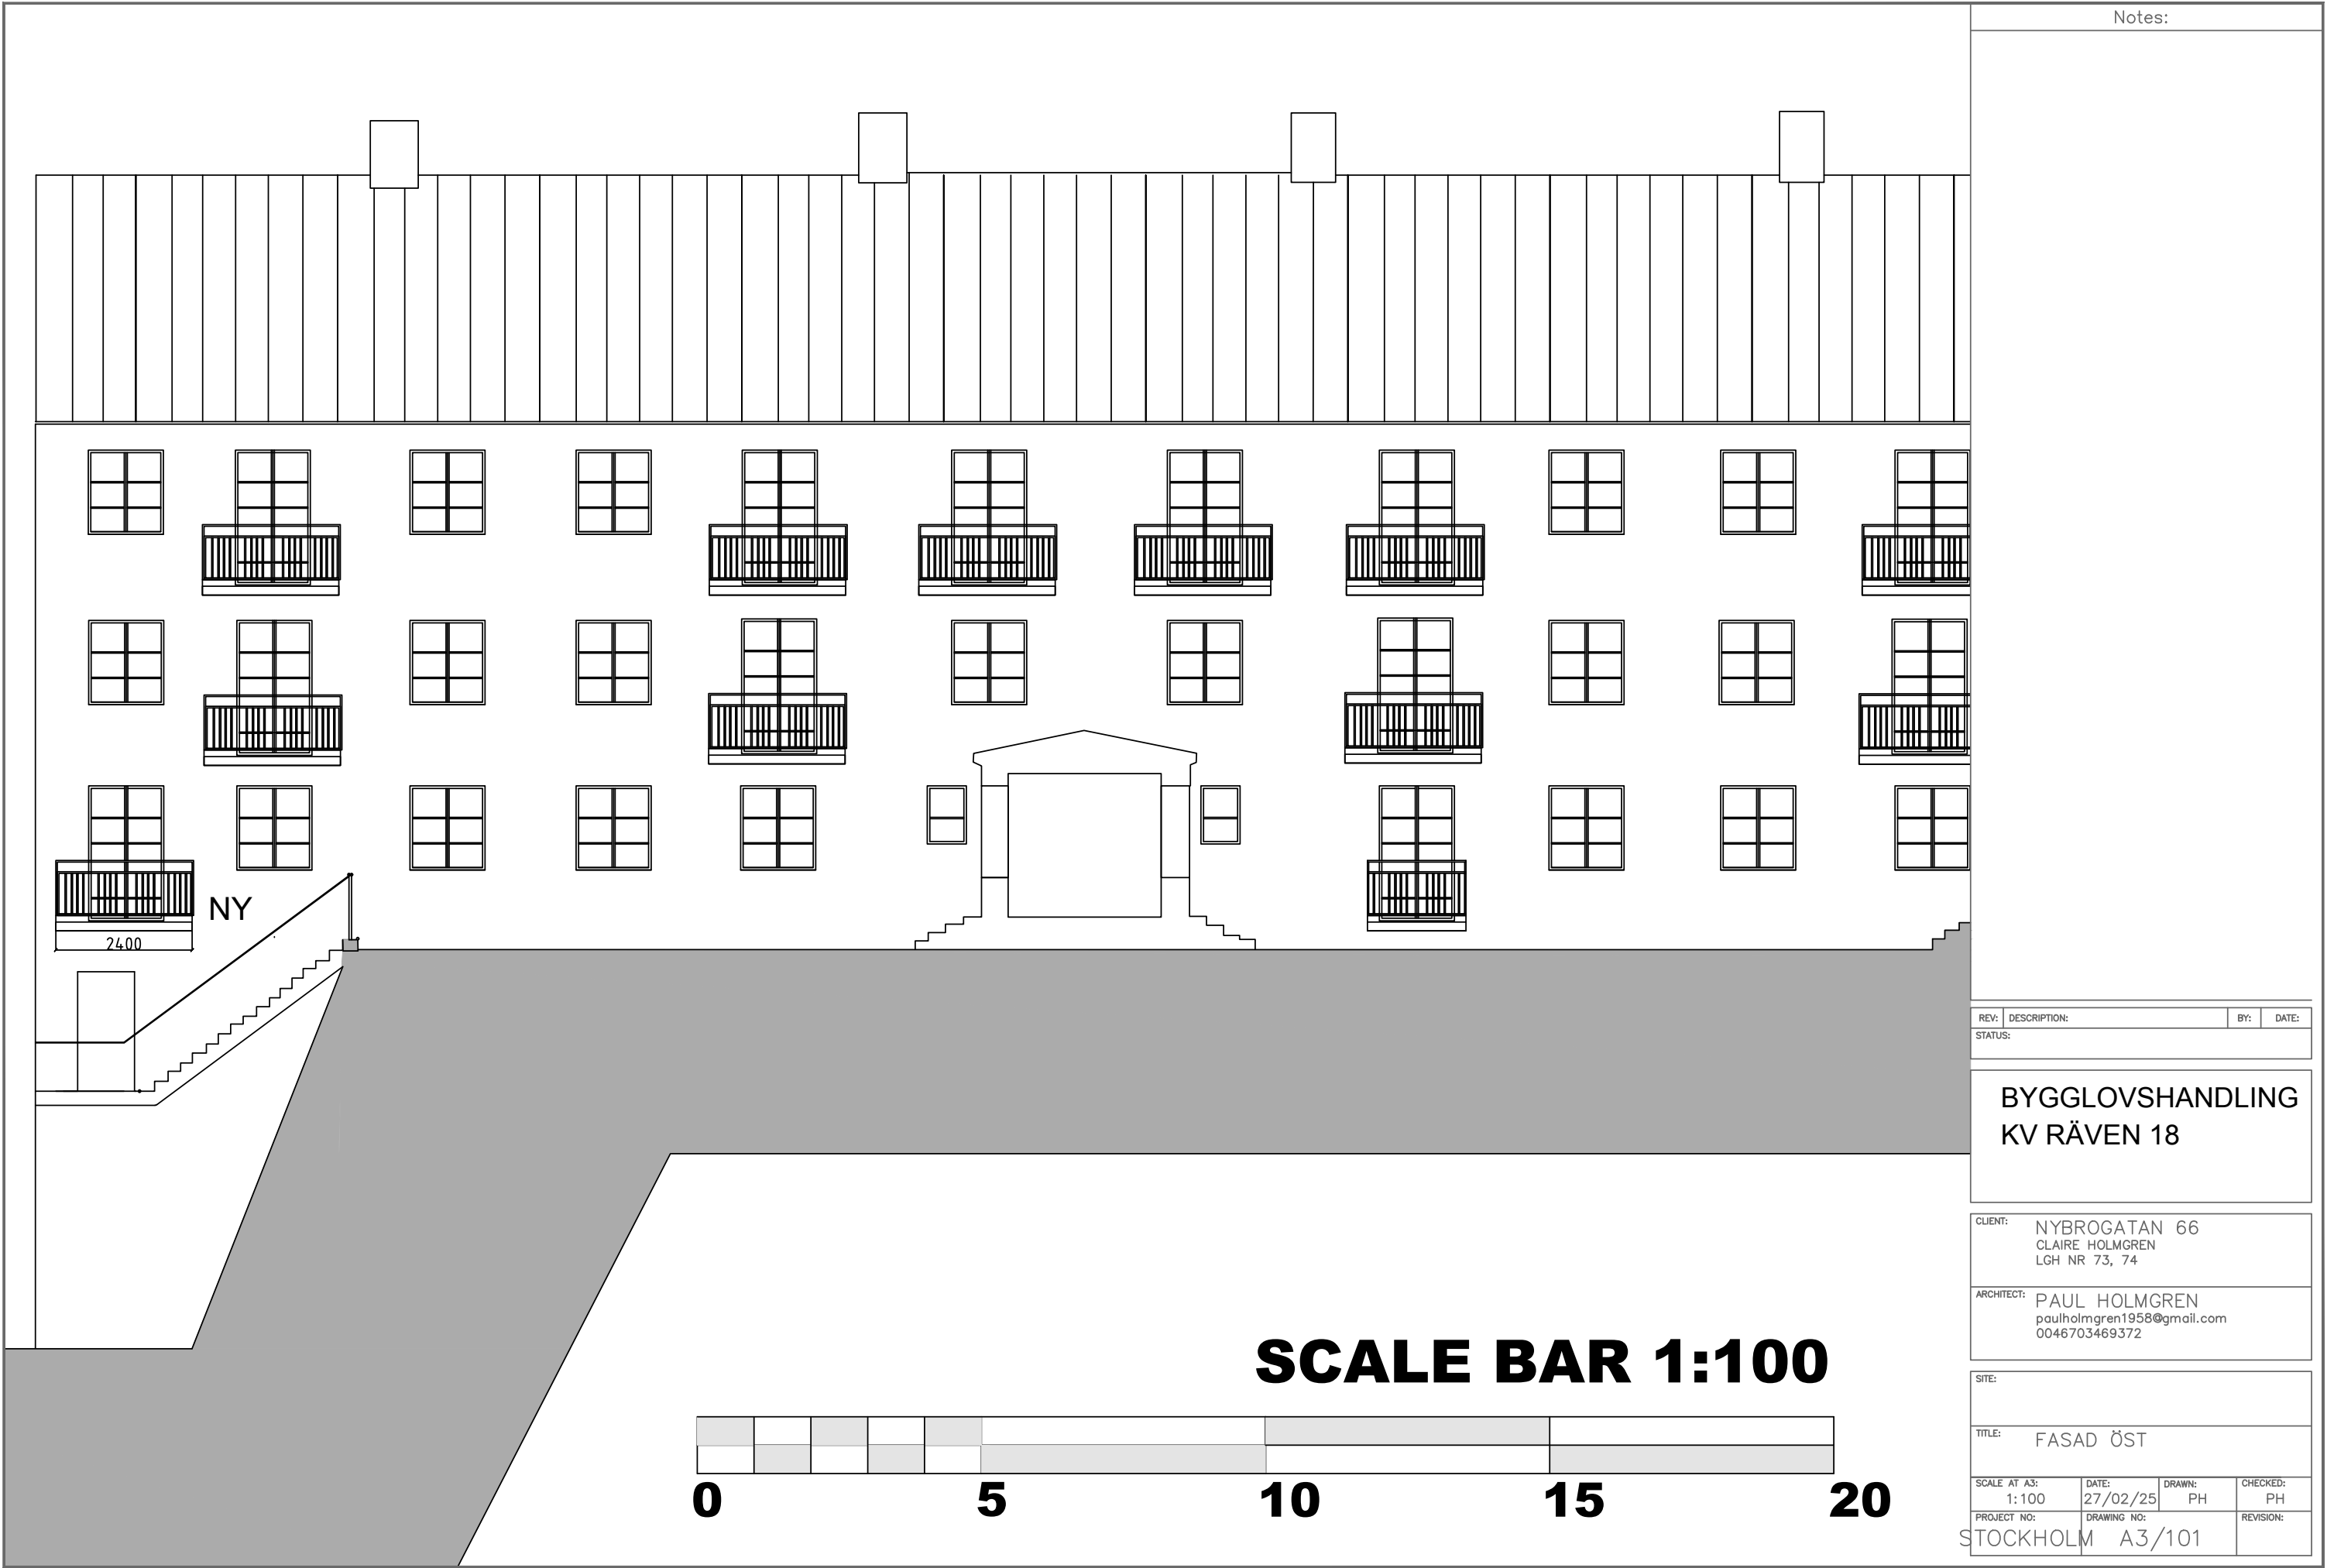 Notes:
NY
2400
REV: DESCRIPTION: BY: DATE:
STATUS:
BYGGLOVSHANDLING
KV RÄVEN 18
CLIENT: NYBROGATAN 66
CLAIRE HOLMGREN
LGH NR 73, 74
ARCHITECT: PAUL HOLMGREN
paulholmgren1958@gmail.com
0046703469372
SCALE BAR 1:100
0 5 10 15 20
SITE:
TITLE: FASAD ÖST
SCALE AT A3: DATE: DRAWN: CHECKED:
1:100 27/02/25 PH PH
PROJECT NO: DRAWING NO: REVISION:
STOCKHOLM A3/101